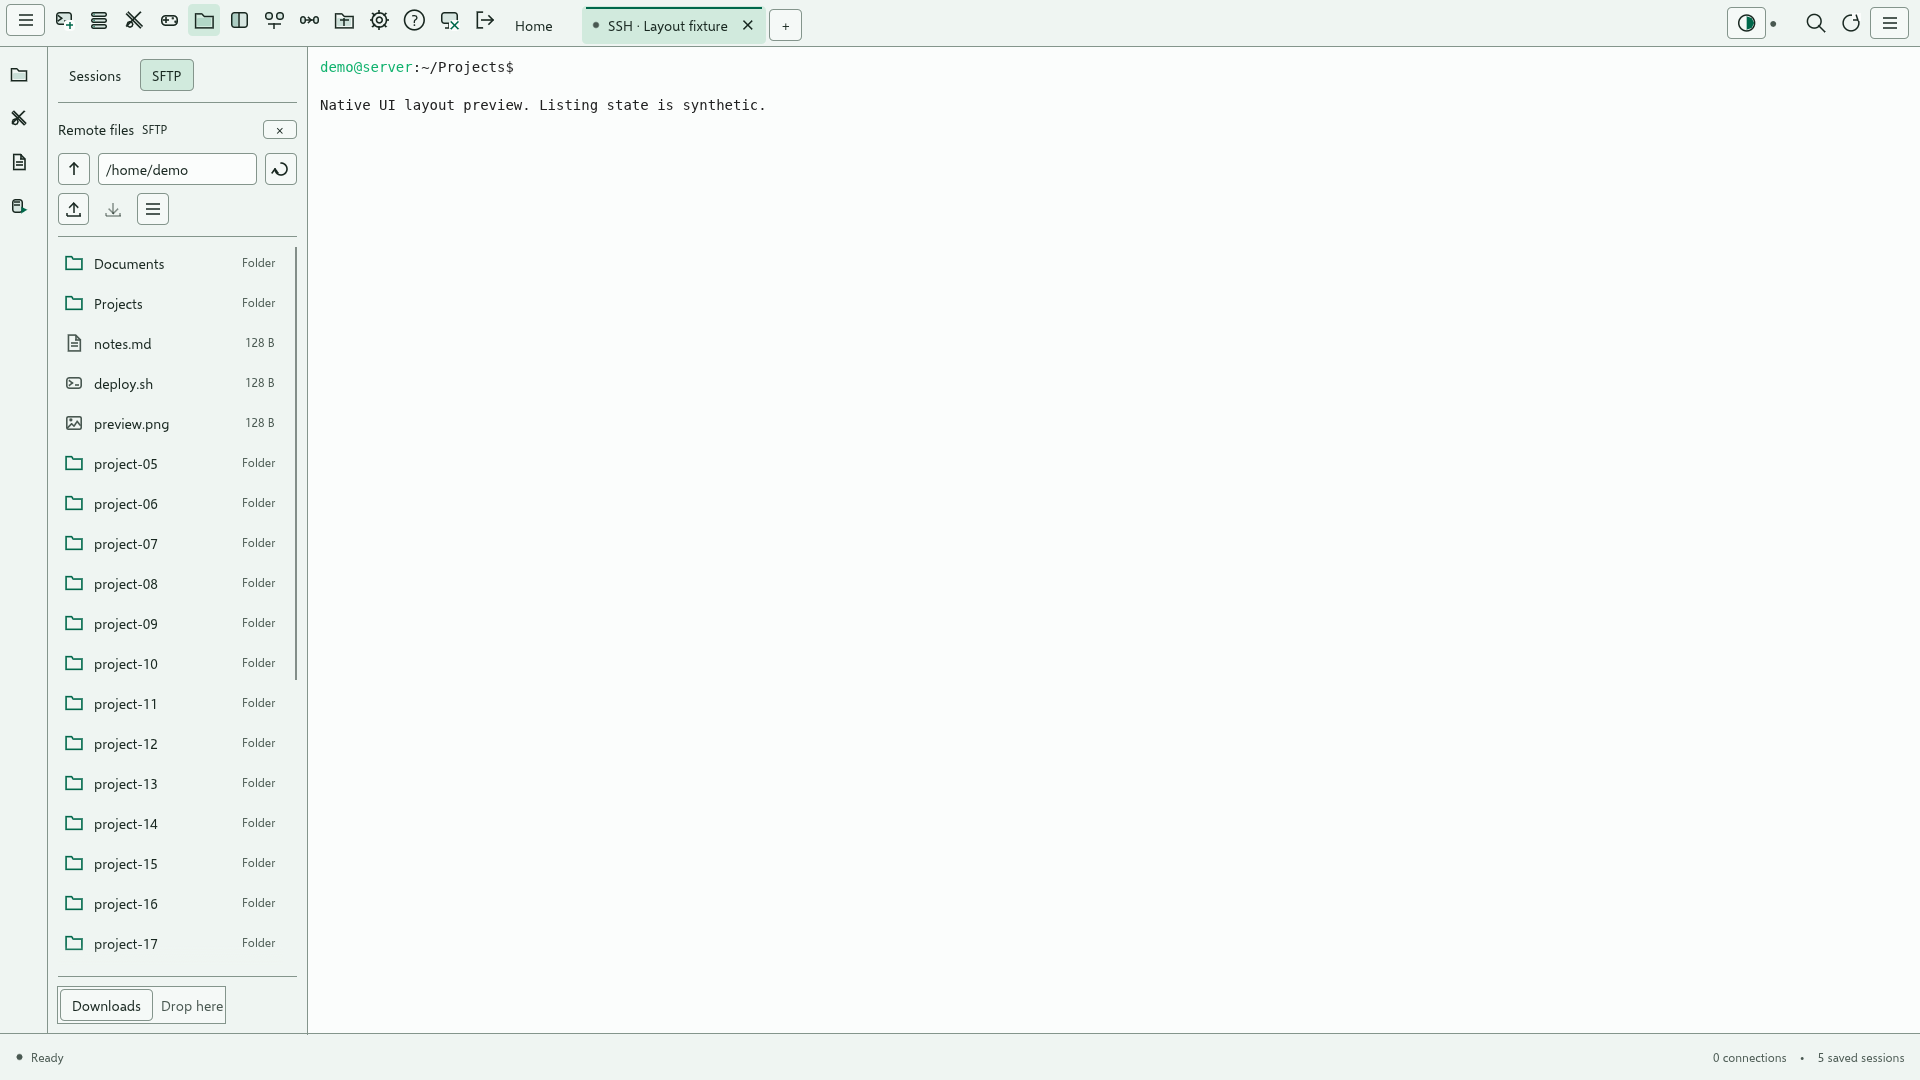 Home
SSH · Layout fixture
Sessions SFTP
Remote files SFTP
/home/demo
Documents Folder
Projects Folder
notes.md 128 B
deploy.sh 128 B
preview.png 128 B
project-05 Folder
project-06 Folder
project-07 Folder
project-08 Folder
project-09 Folder
project-10 Folder
project-11 Folder
project-12 Folder
project-13 Folder
project-14 Folder
project-15 Folder
project-16 Folder
project-17 Folder
Downloads Drop here
demo@server:~/Projects$
Native UI layout preview. Listing state is synthetic.
Ready
0 connections • 5 saved sessions